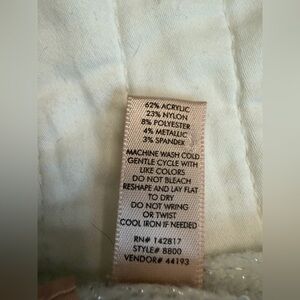 62% ACRYLIC
23% NYLON
8% POLYESTER
4% METALLIC
3% SPANDEX
MACHINE WASH COLD
GENTLE CYCLE WITH
LIKE COLORS
DO NOT BLEACH
RESHAPE AND LAY FLAT
TO DRY
DO NOT WRING
OR TWIST
COOL IRON IF NEEDED
RN# 142817
STYLE# 8800
VENDOR# 44193